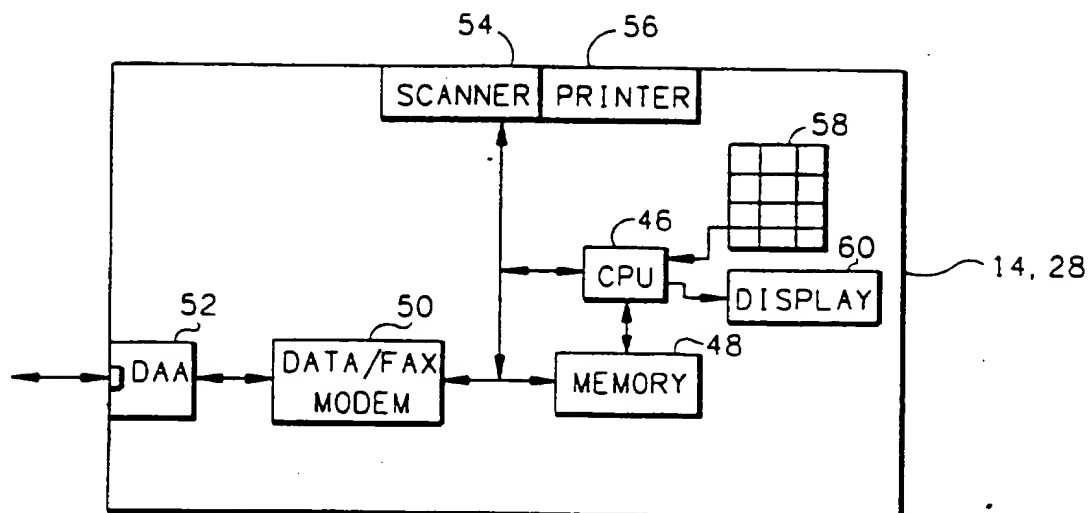 54 56
SCANNER PRINTER
58
46
CPU
60
DISPLAY
14, 28
52
DAA
50
DATA/FAX
MODEM
48
MEMORY